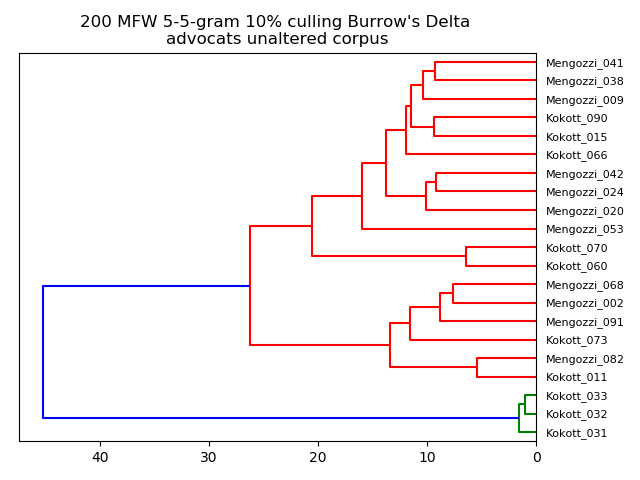 200 MFW 5-5-gram 10% culling Burrow's Delta
advocats unaltered corpus
Mengozzi_041
Mengozzi_038
Mengozzi_009
Kokott_090
Kokott_015
Kokott_066
Mengozzi_042
Mengozzi_024
Mengozzi_020
Mengozzi_053
Kokott_070
Kokott_060
Mengozzi_068
Mengozzi_002
Mengozzi_091
Kokott_073
Mengozzi_082
Kokott_011
Kokott_033
Kokott_032
Kokott_031
40 30 20 10 0